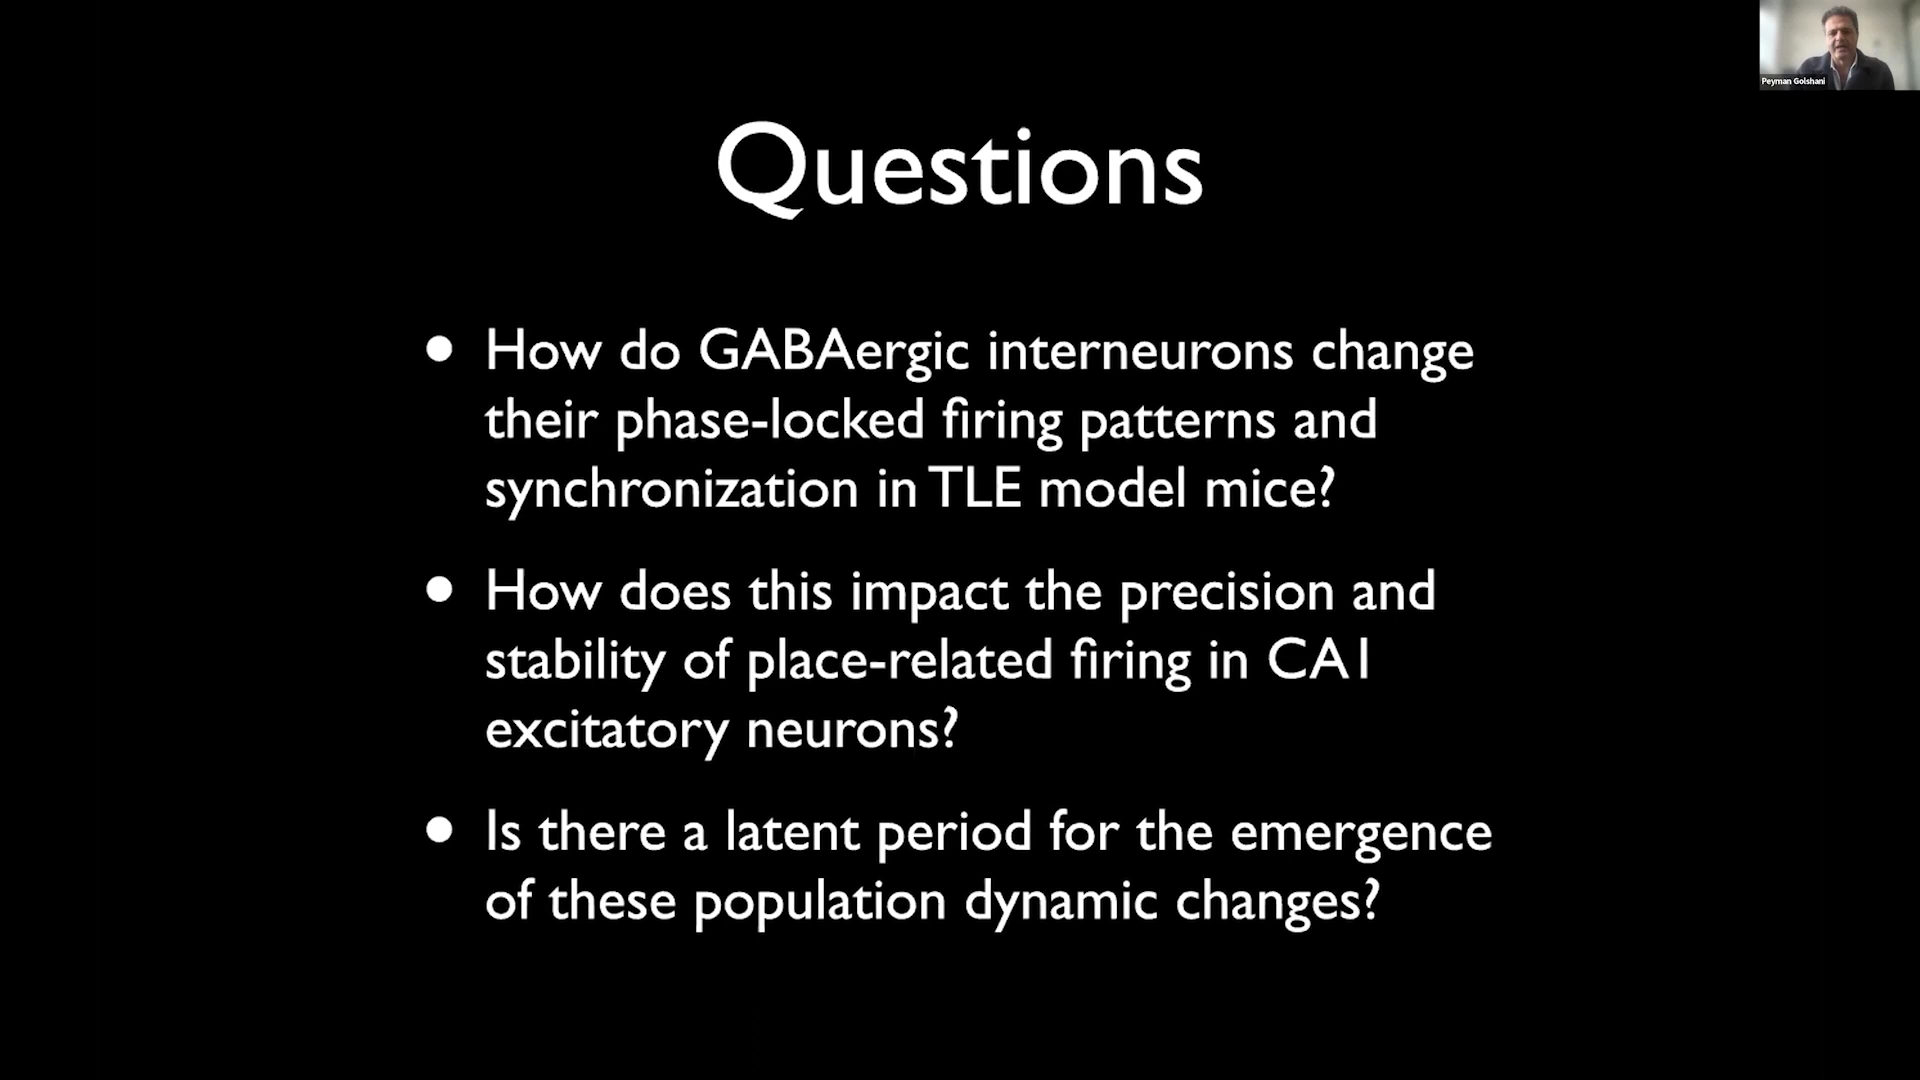 Peyman Golshani
Questions
• How do GABAergic interneurons change
their phase-locked firing patterns and
synchronization in TLE model mice?
• How does this impact the precision and
stability of place-related firing in CA1
excitatory neurons?
• Is there a latent period for the emergence
of these population dynamic changes?